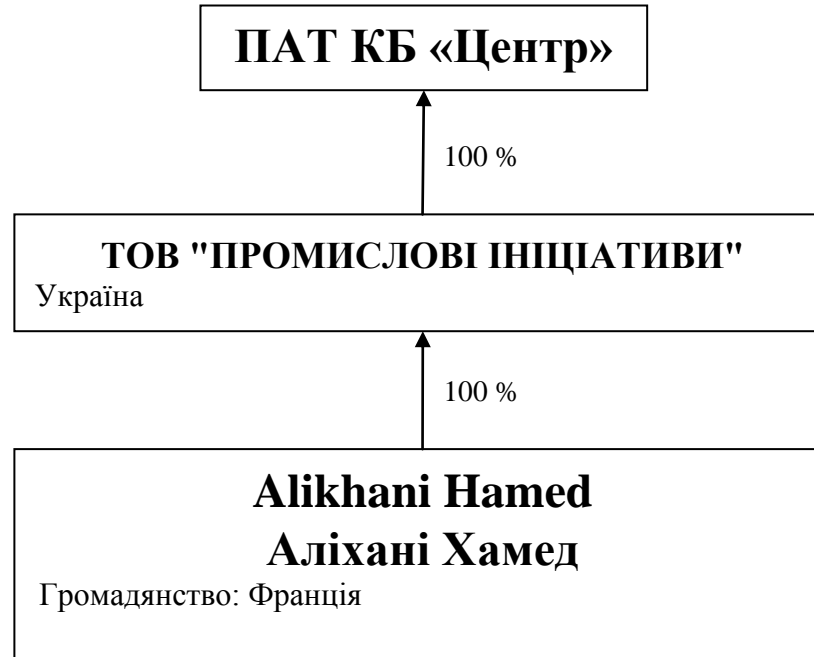 ПАТ КБ «Центр»
100 %
ТОВ "ПРОМИСЛОВІ ІНІЦІАТИВИ"
Україна
100 %
Alikhani Hamed
Аліхані Хамед
Громадянство: Франція